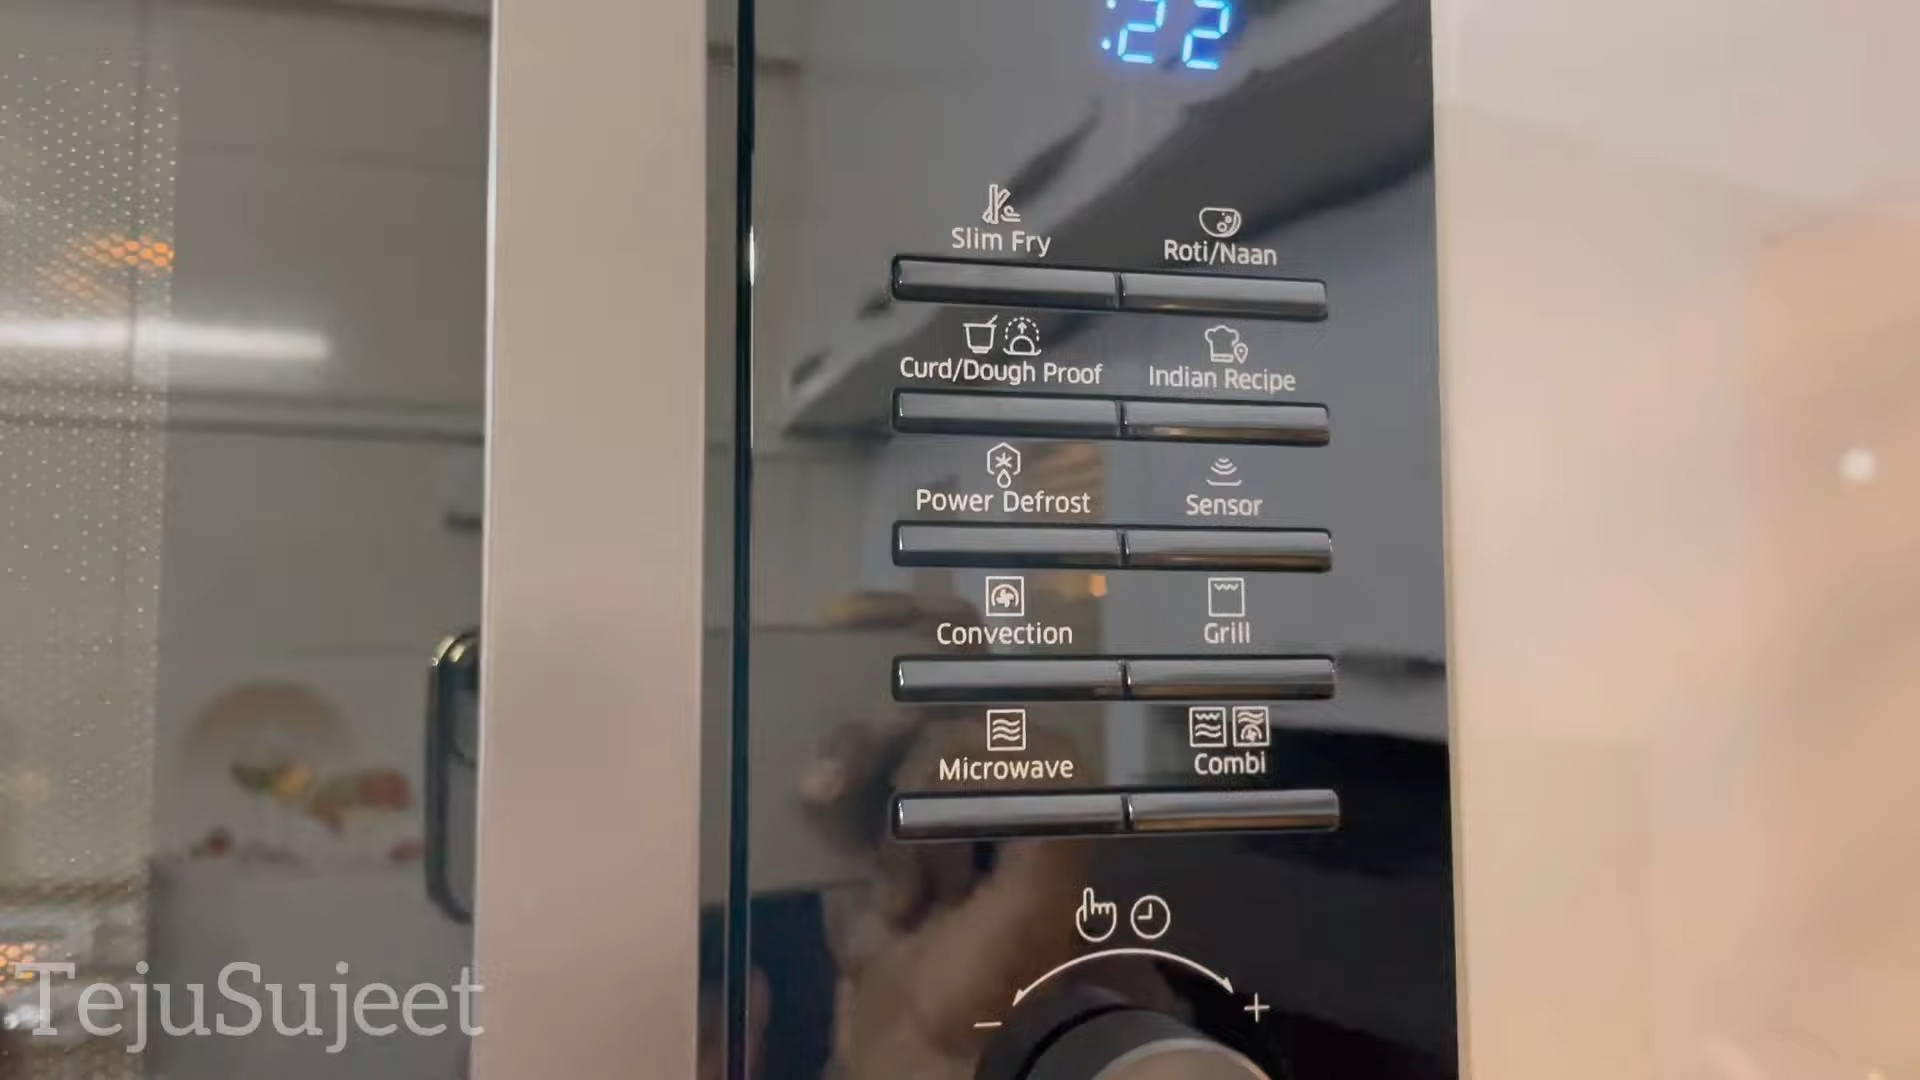 :22
Slim Fry
Roti/Naan
Curd/Dough Proof
Indian Recipe
Power Defrost
Sensor
Convection
Grill
Microwave
Combi
- +
TejuSujeet